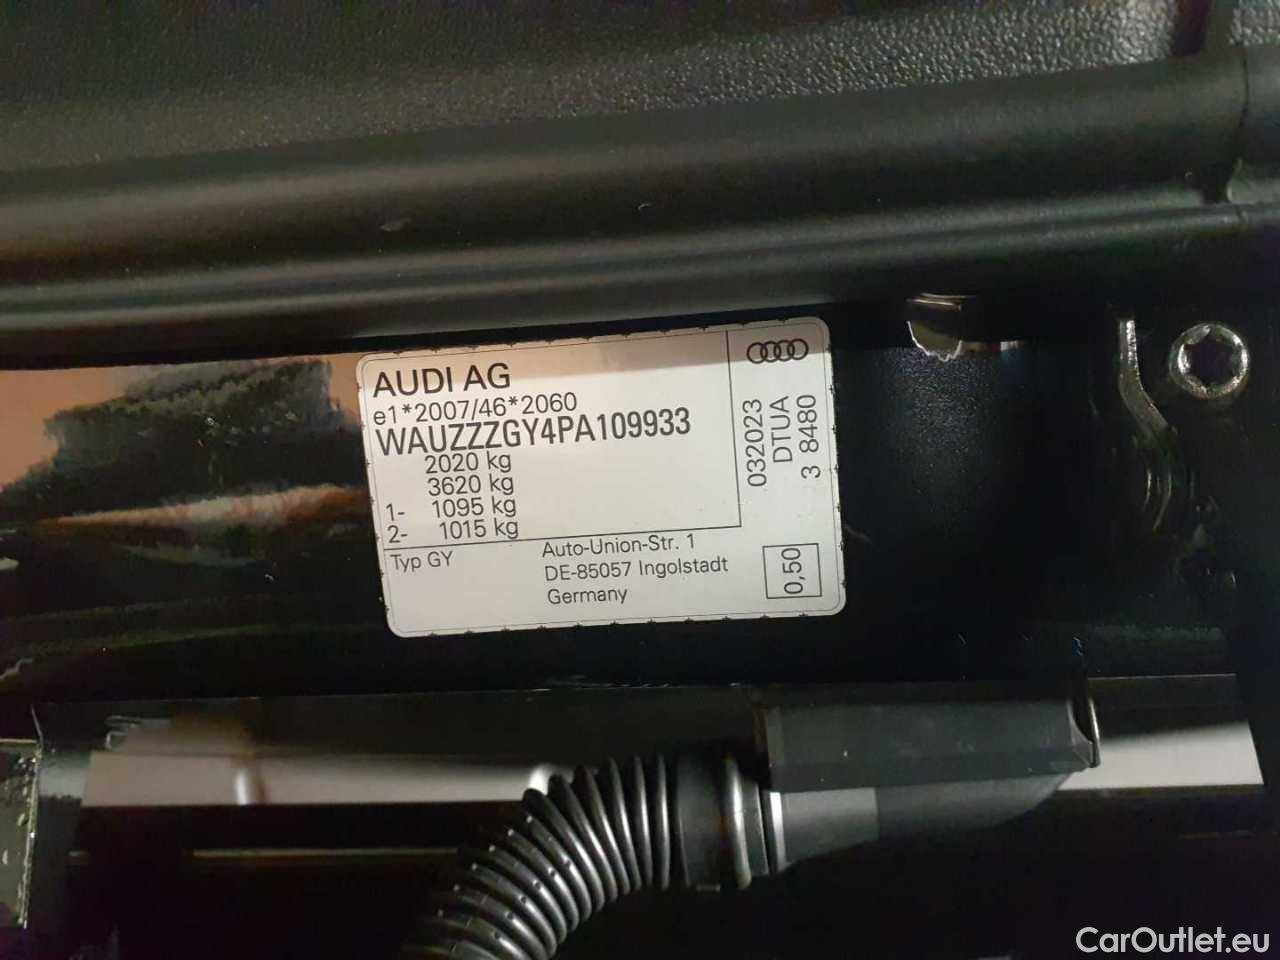 AUDI AG
e1*2007/46*2060
WAUZZZGY4PA109933
2020 kg
3620 kg
1- 1095 kg
2- 1015 kg
Typ GY
Auto-Union-Str. 1
DE-85057 Ingolstadt
Germany
032023
DTUA
3 8480
0,50
CarOutlet.eu